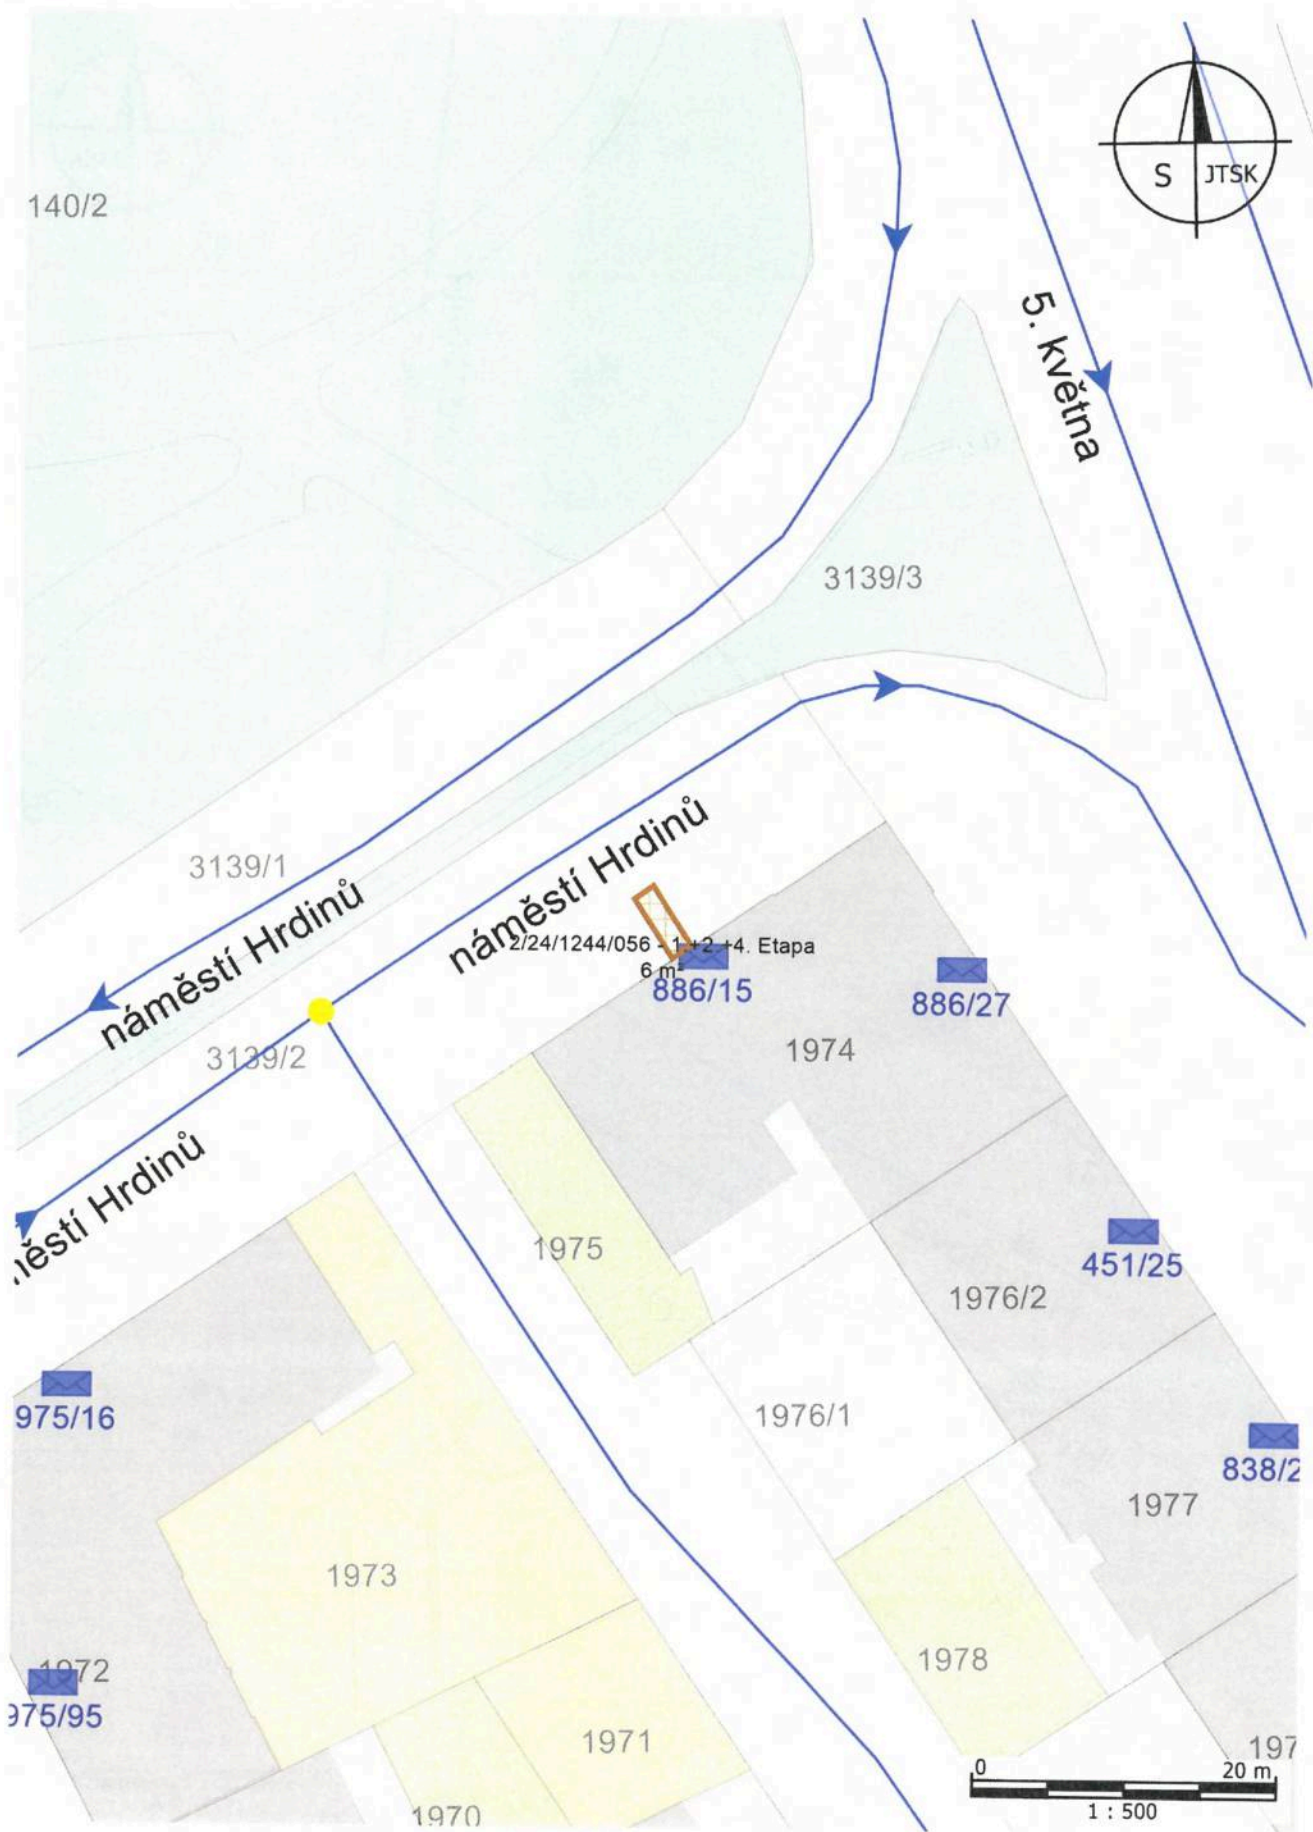 140/2
S JTSK
5. května
3139/3
3139/1
náměstí Hrdinů
náměstí Hrdinů
2/24/1244/056 - 1.+2.+4. Etapa
6 m²
886/15
886/27
3139/2
1974
městí Hrdinů
1975
451/25
1976/2
975/16
1976/1
838/2
1977
1973
1972
975/95
1978
1971
197
1970
0 20 m
1 : 500